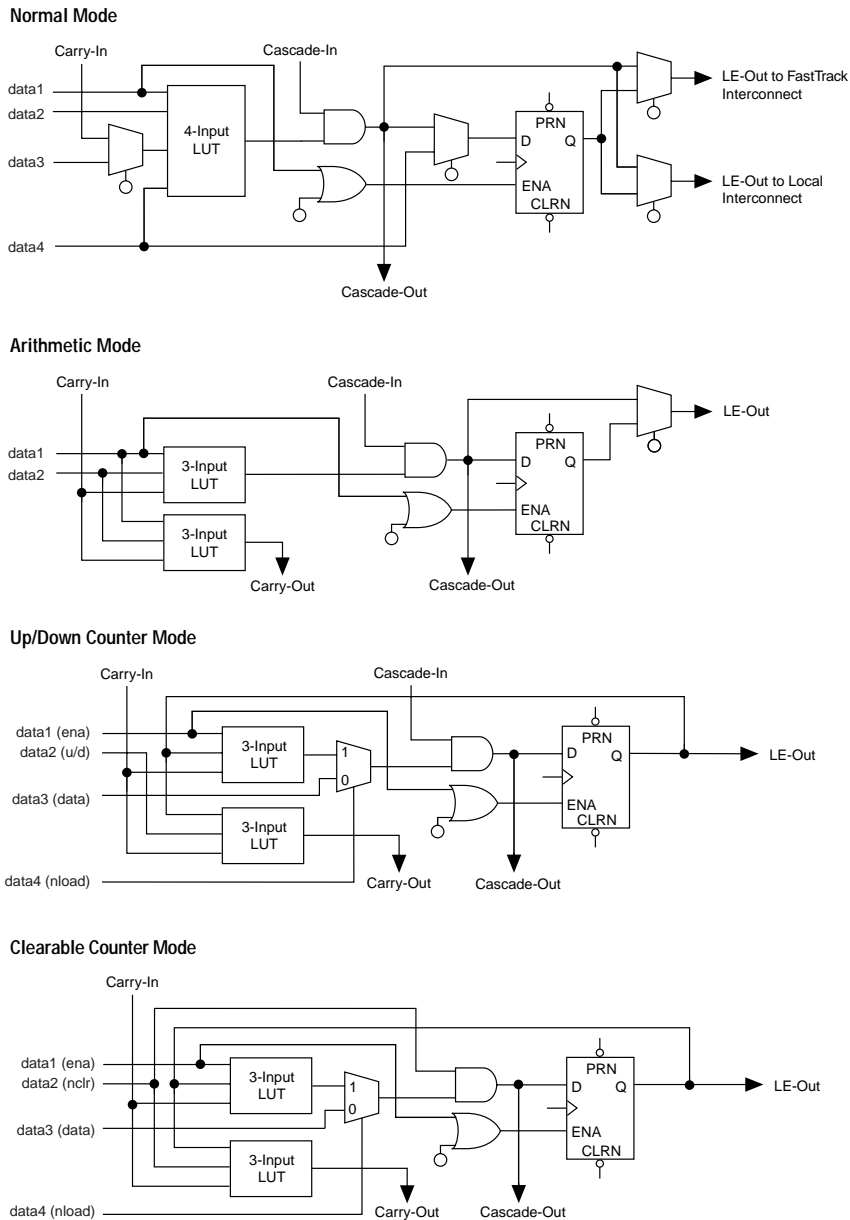 Normal Mode
Carry-In
Cascade-In
data1
data2
data3
data4
4-Input
LUT
PRN
D
Q
ENA
CLRN
LE-Out to FastTrack
Interconnect
LE-Out to Local
Interconnect
Cascade-Out
Arithmetic Mode
Carry-In
Cascade-In
data1
data2
3-Input
LUT
3-Input
LUT
PRN
D
Q
ENA
CLRN
LE-Out
Carry-Out
Cascade-Out
Up/Down Counter Mode
Carry-In
Cascade-In
data1 (ena)
data2 (u/d)
data3 (data)
data4 (nload)
3-Input
LUT
3-Input
LUT
1
0
PRN
D
Q
ENA
CLRN
LE-Out
Carry-Out
Cascade-Out
Clearable Counter Mode
Carry-In
data1 (ena)
data2 (nclr)
data3 (data)
data4 (nload)
3-Input
LUT
3-Input
LUT
1
0
PRN
D
Q
ENA
CLRN
LE-Out
Carry-Out
Cascade-Out